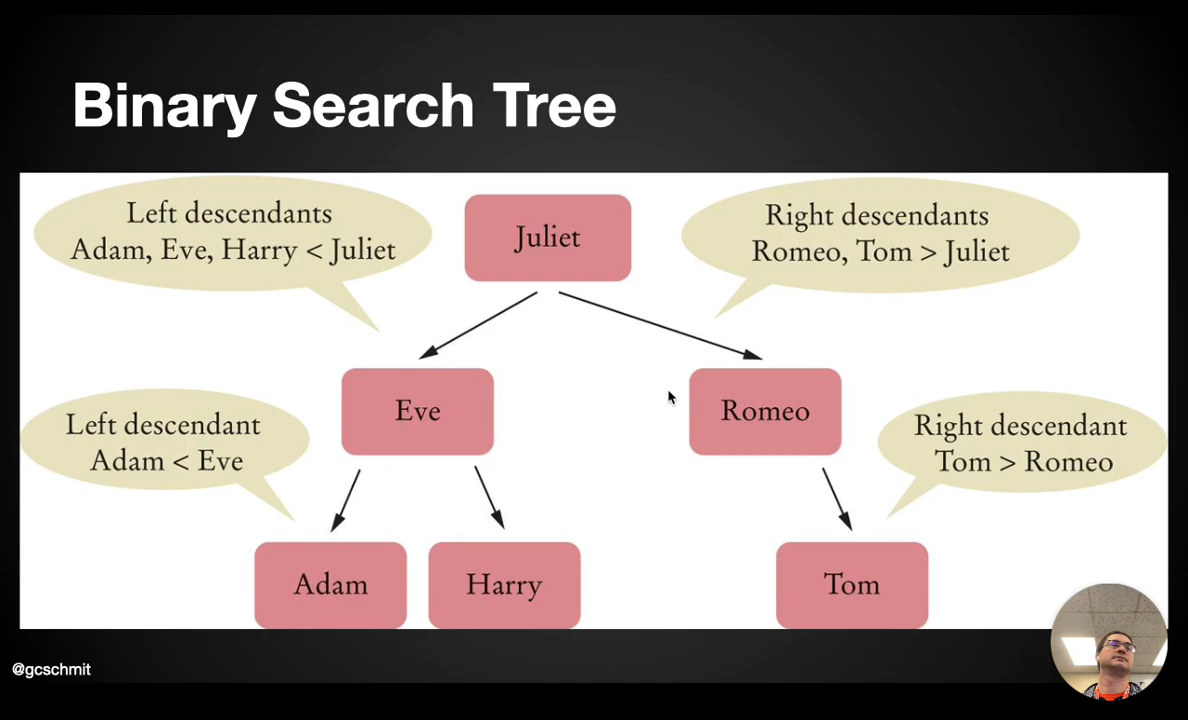 Binary Search Tree
Left descendants
Adam, Eve, Harry < Juliet
Juliet
Right descendants
Romeo, Tom > Juliet
Left descendant
Adam < Eve
Eve
Romeo
Right descendant
Tom > Romeo
Adam
Harry
Tom
@gcschmit